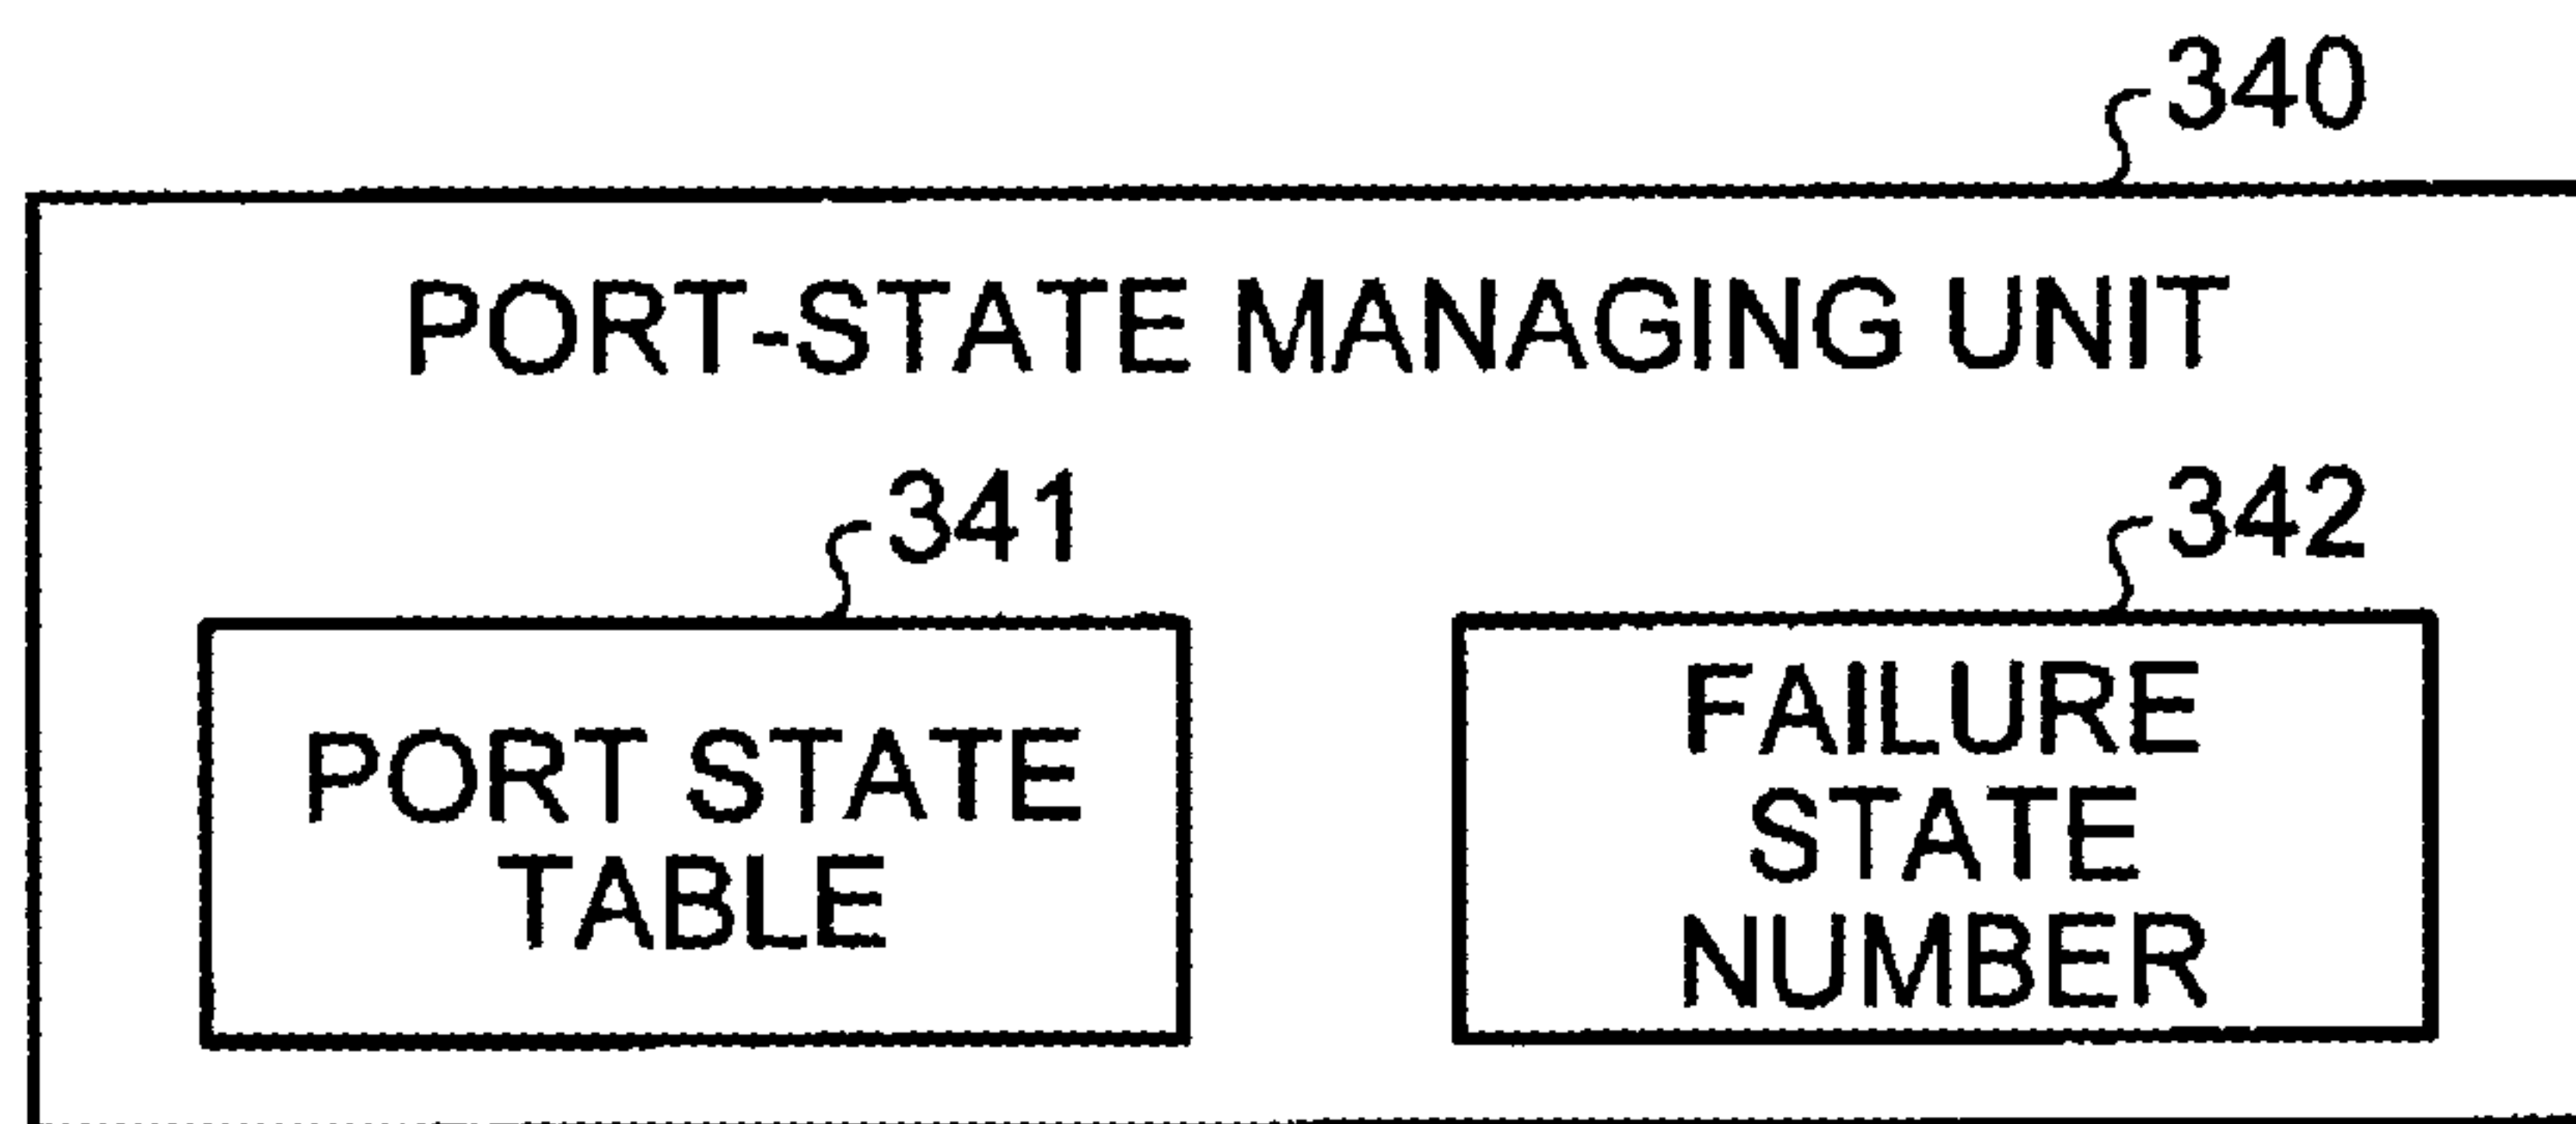 340
PORT-STATE MANAGING UNIT
341
342
PORT STATE
TABLE
FAILURE
STATE
NUMBER